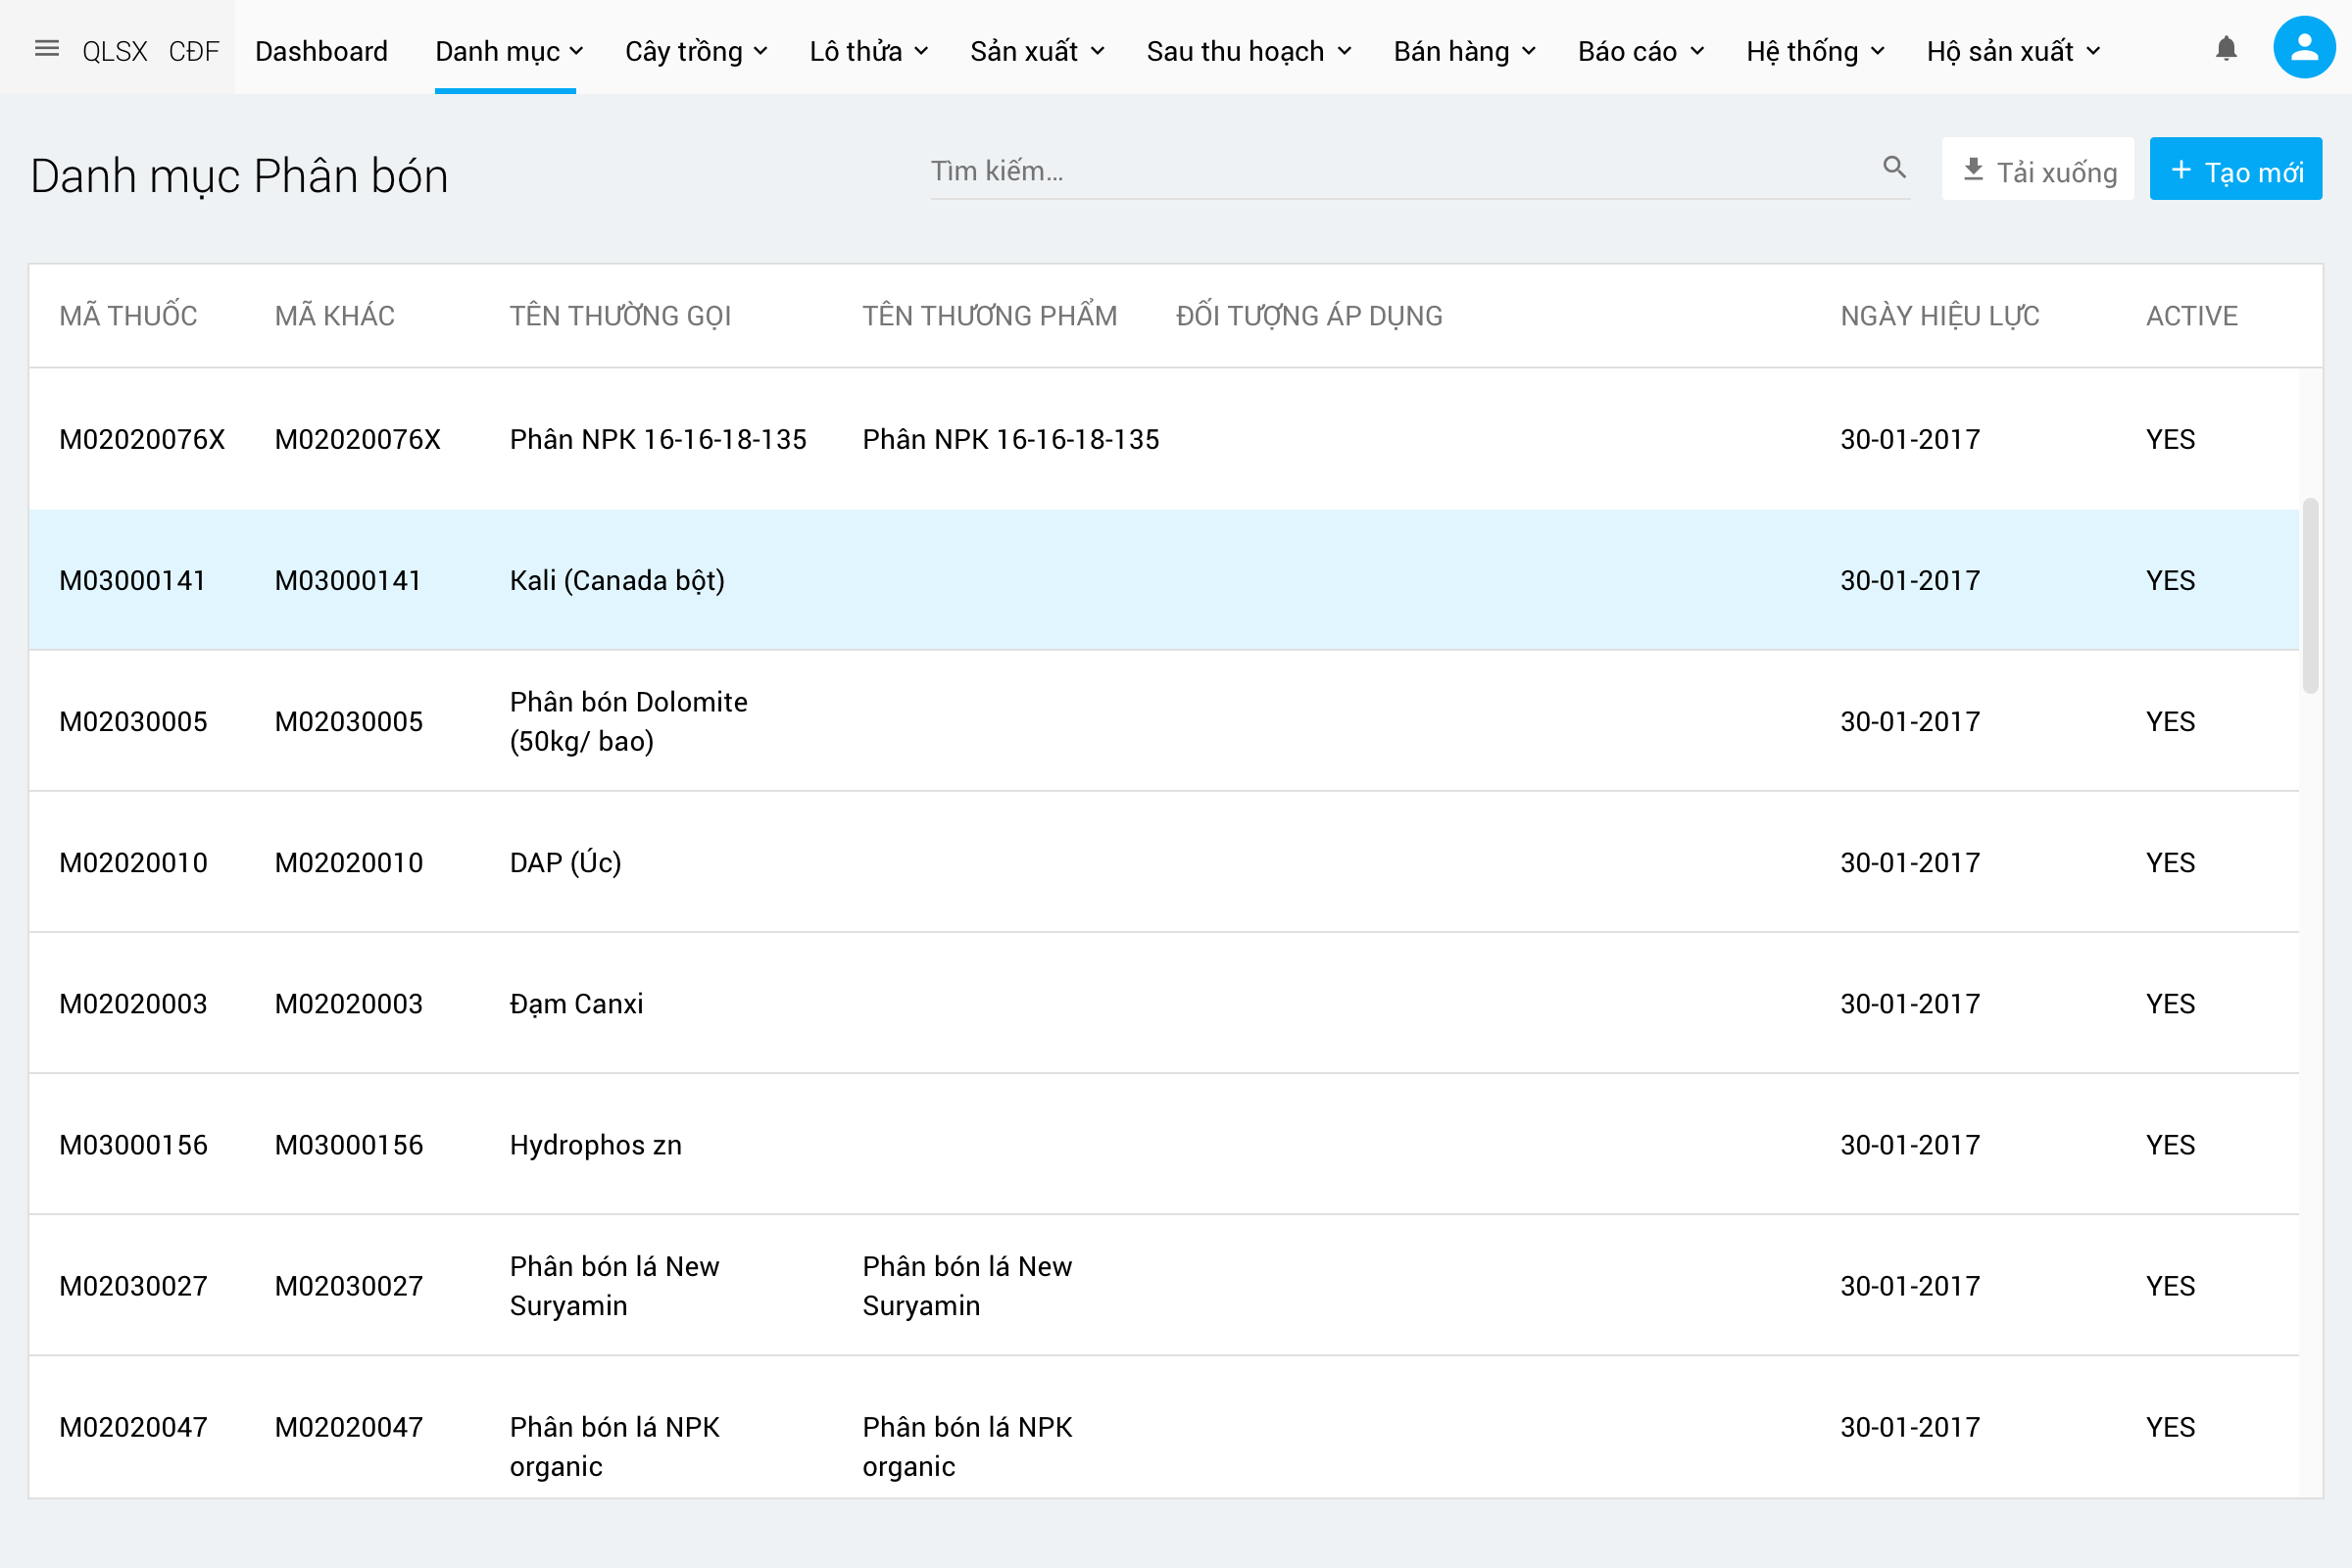 QLSX CĐF Dashboard Danh mục Cây trồng Lô thửa Sản xuất Sau thu hoạch Bán hàng Báo cáo Hệ thống Hộ sản xuất
Danh mục Phân bón Tìm kiếm... Tải xuống + Tạo mới
MÃ THUỐC MÃ KHÁC TÊN THƯỜNG GỌI TÊN THƯƠNG PHẨM ĐỐI TƯỢNG ÁP DỤNG NGÀY HIỆU LỰC ACTIVE
M02020076X M02020076X Phân NPK 16-16-18-135 Phân NPK 16-16-18-135 30-01-2017 YES
M03000141 M03000141 Kali (Canada bột) 30-01-2017 YES
M02030005 M02030005 Phân bón Dolomite
(50kg/ bao) 30-01-2017 YES
M02020010 M02020010 DAP (Úc) 30-01-2017 YES
M02020003 M02020003 Đạm Canxi 30-01-2017 YES
M03000156 M03000156 Hydrophos zn 30-01-2017 YES
M02030027 M02030027 Phân bón lá New
Suryamin Phân bón lá New
Suryamin 30-01-2017 YES
M02020047 M02020047 Phân bón lá NPK
organic Phân bón lá NPK
organic 30-01-2017 YES